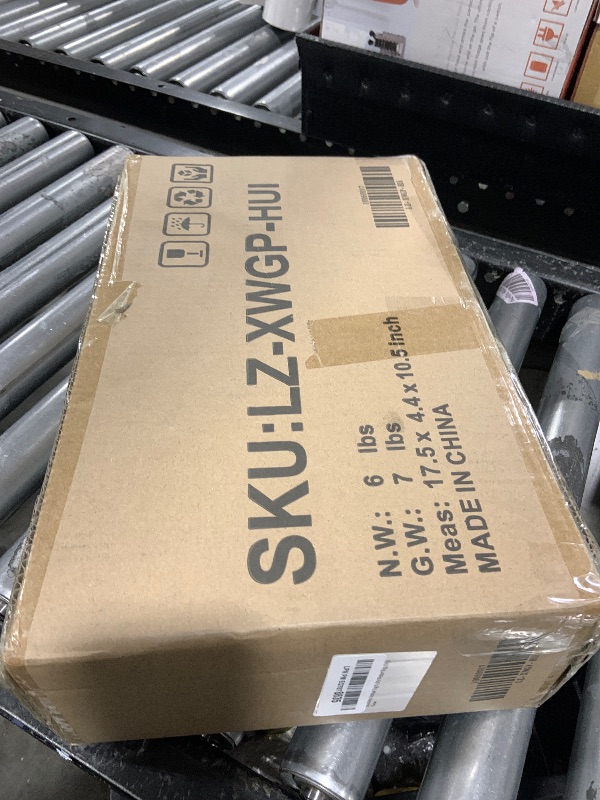 SKU:LZ-XWGP-HUI
N.W.: 6 lbs
G.W.: 7 lbs
Meas: 17.5 x 4.4 x 10.5 inch
MADE IN CHINA